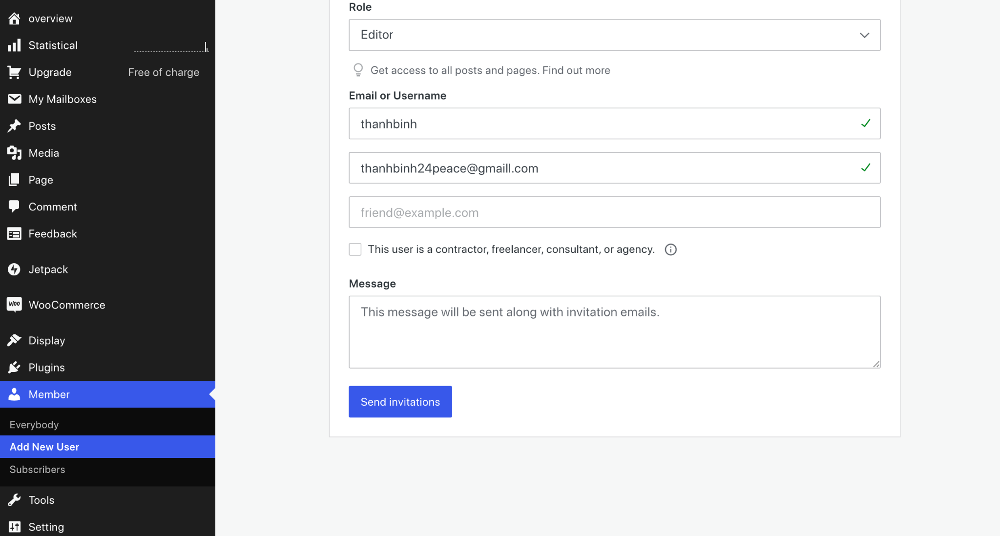 overview
Statistical
Upgrade Free of charge
My Mailboxes
Posts
Media
Page
Comment
Feedback
Jetpack
WOO WooCommerce
Display
Plugins
Member
Everybody
Add New User
Subscribers
Tools
Setting
Role
Editor
Get access to all posts and pages. Find out more
Email or Username
thanhbinh
thanhbinh24peace@gmaill.com
friend@example.com
This user is a contractor, freelancer, consultant, or agency.
Message
This message will be sent along with invitation emails.
Send invitations